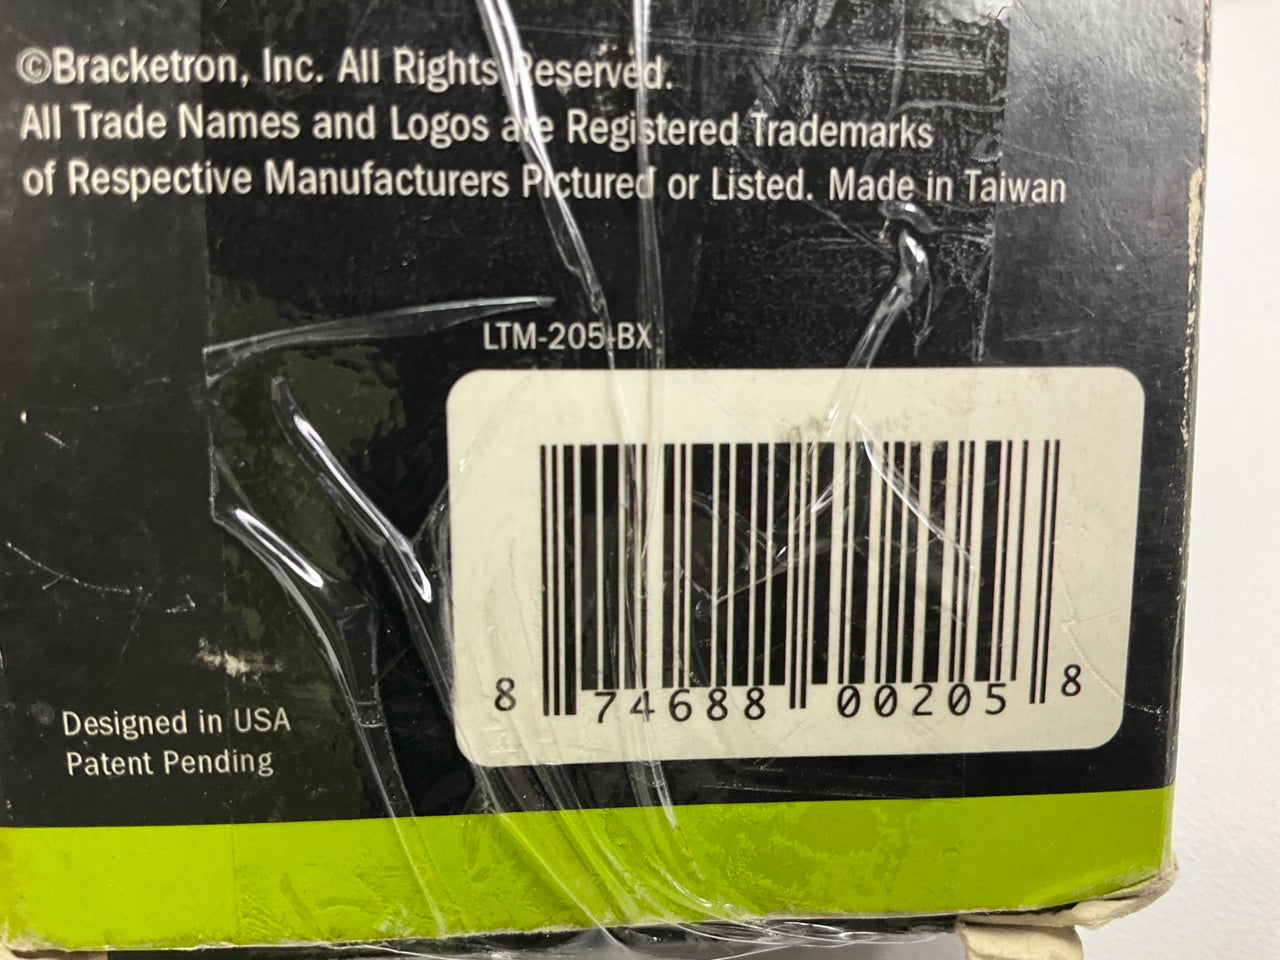 ©Bracketron, Inc. All Rights Reserved.
All Trade Names and Logos are Registered Trademarks
of Respective Manufacturers Pictured or Listed. Made in Taiwan
LTM-205-BX
8 74688 00205 8
Designed in USA
Patent Pending